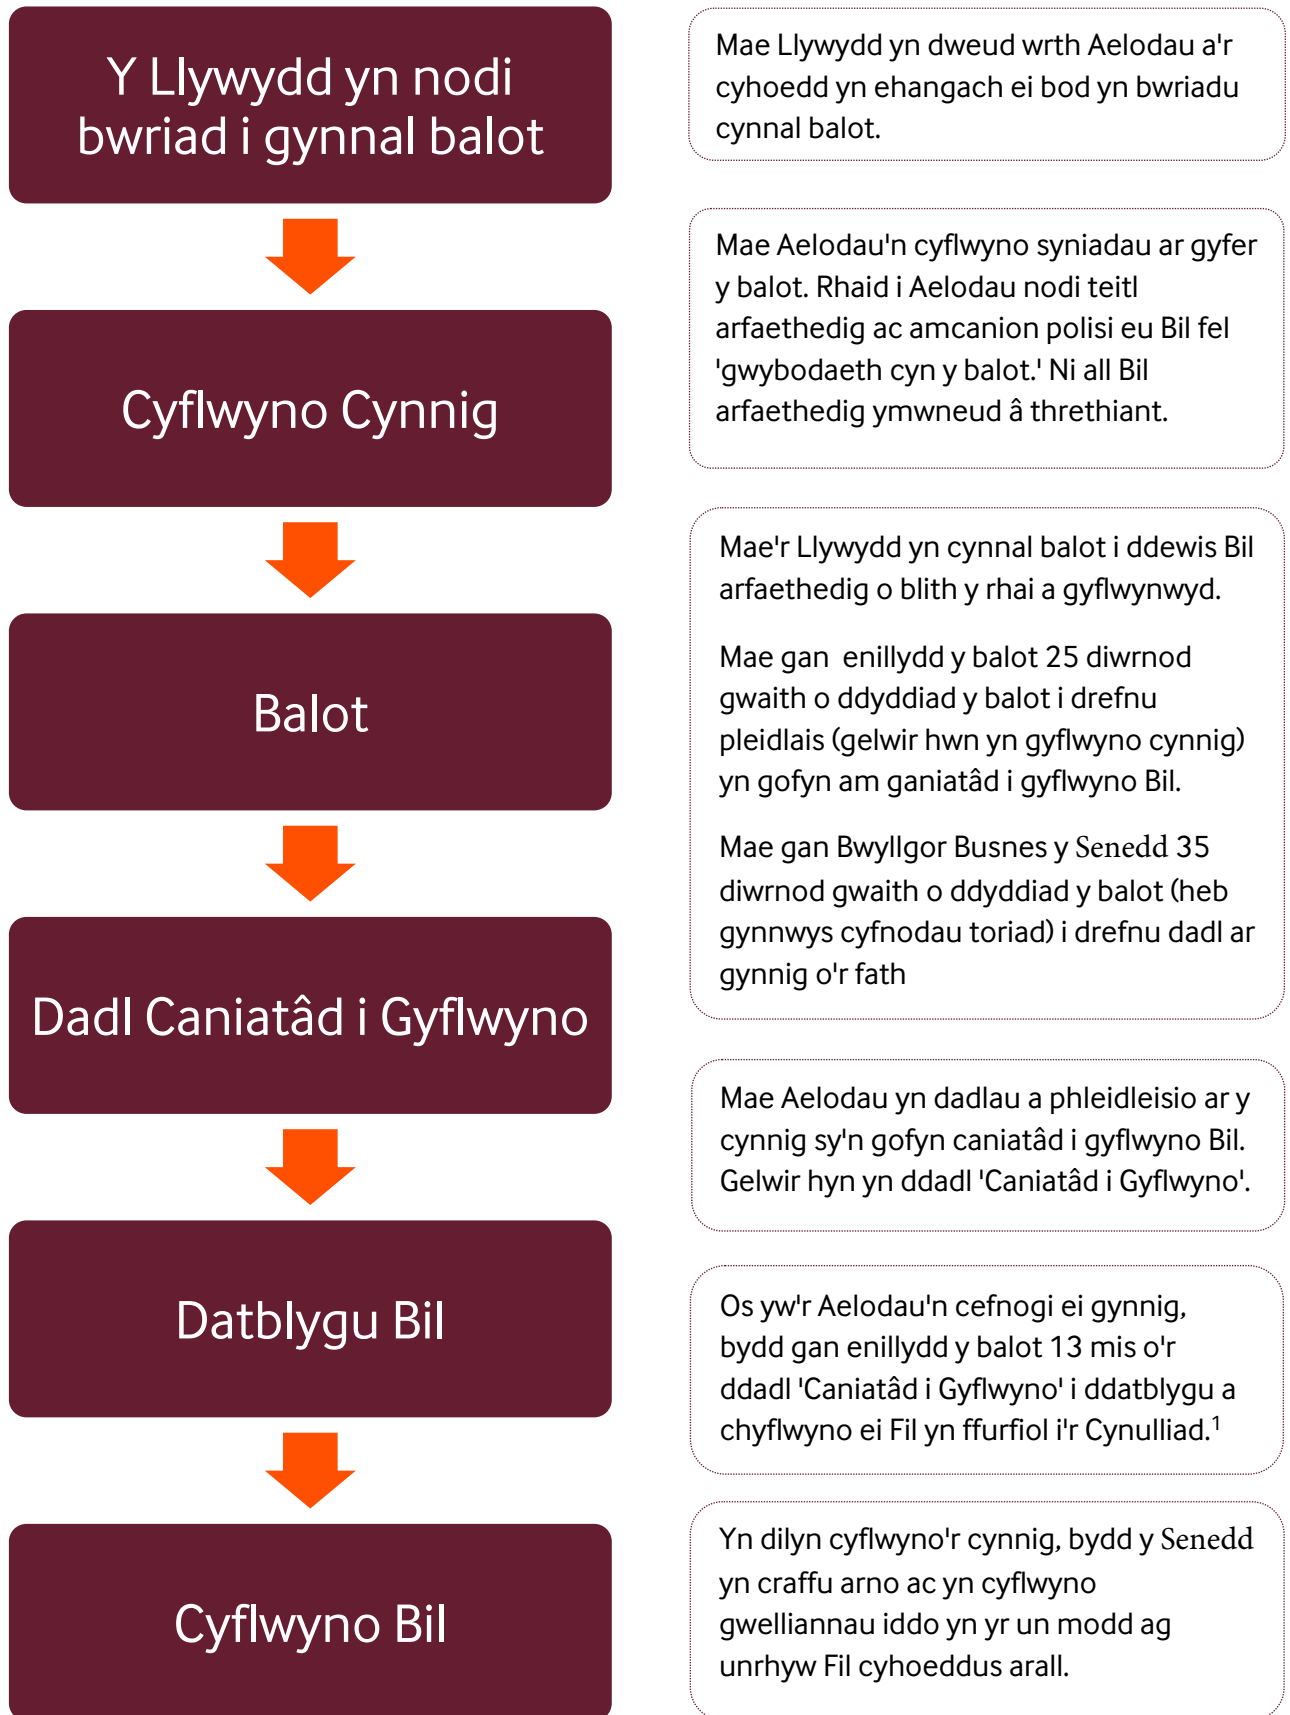 Y Llywydd yn nodi
bwriad i gynnal balot
Mae Llywydd yn dweud wrth Aelodau a'r
cyhoedd yn ehangach ei bod yn bwriadu
cynnal balot.
Cyflwyno Cynnig
Mae Aelodau'n cyflwyno syniadau ar gyfer
y balot. Rhaid i Aelodau nodi teitl
arfaethedig ac amcanion polisi eu Bil fel
'gwybodaeth cyn y balot.' Ni all Bil
arfaethedig ymwneud â threthiant.
Balot
Mae'r Llywydd yn cynnal balot i ddewis Bil
arfaethedig o blith y rhai a gyflwynwyd.
Mae gan enillydd y balot 25 diwrnod
gwaith o ddyddiad y balot i drefnu
pleidlais (gelwir hwn yn gyflwyno cynnig)
yn gofyn am ganiatâd i gyflwyno Bil.
Mae gan Bwyllgor Busnes y Senedd 35
diwrnod gwaith o ddyddiad y balot (heb
gynnwys cyfnodau toriad) i drefnu dadl ar
gynnig o'r fath
Dadl Caniatâd i Gyflwyno
Mae Aelodau yn dadlau a phleidleisio ar y
cynnig sy'n gofyn caniatâd i gyflwyno Bil.
Gelwir hyn yn ddadl 'Caniatâd i Gyflwyno'.
Datblygu Bil
Os yw'r Aelodau'n cefnogi ei gynnig,
bydd gan enillydd y balot 13 mis o'r
ddadl 'Caniatâd i Gyflwyno' i ddatblygu a
chyflwyno ei Fil yn ffurfiol i'r Cynulliad.¹
Cyflwyno Bil
Yn dilyn cyflwyno'r cynnig, bydd y Senedd
yn craffu arno ac yn cyflwyno
gwelliannau iddo yn yr un modd ag
unrhyw Fil cyhoeddus arall.